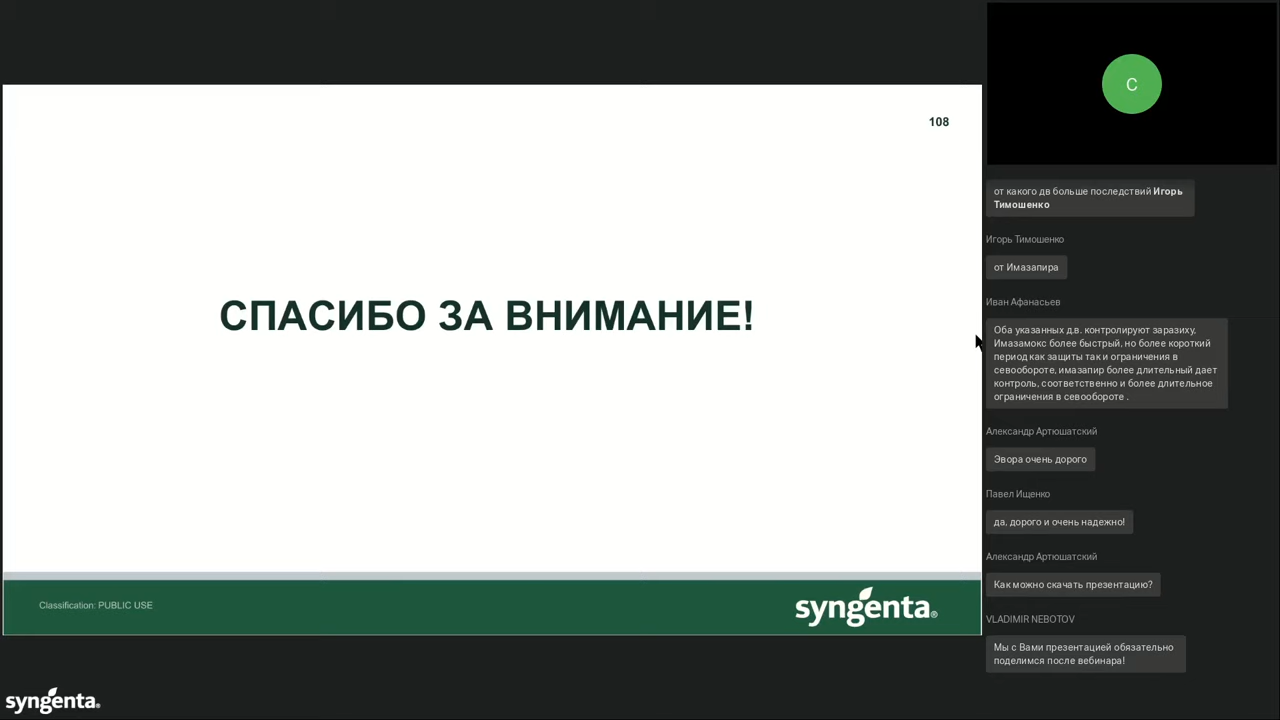 108
СПАСИБО ЗА ВНИМАНИЕ!
Classification: PUBLIC USE
syngenta®
syngenta®
С
от какого дв больше последствий Игорь
Тимошенко
Игорь Тимошенко
от Имазапира
Иван Афанасьев
Оба указанных д.в. контролируют заразиху,
Имазамокс более быстрый, но более короткий
период как защиты так и ограничения в
севообороте, имазапир более длительный дает
контроль, соответственно и более длительное
ограничения в севообороте .
Александр Артюшатский
Эвора очень дорого
Павел Ищенко
да, дорого и очень надежно!
Александр Артюшатский
Как можно скачать презентацию?
VLADIMIR NEBOTOV
Мы с Вами презентацией обязательно
поделимся после вебинара!